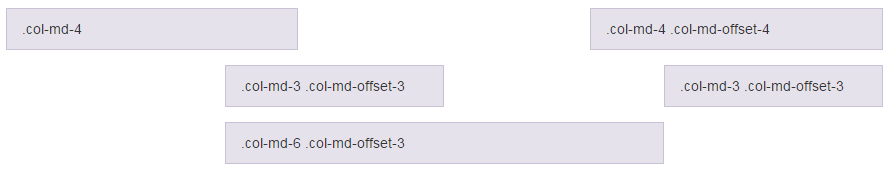 .col-md-4
.col-md-4 .col-md-offset-4
.col-md-3 .col-md-offset-3
.col-md-3 .col-md-offset-3
.col-md-6 .col-md-offset-3